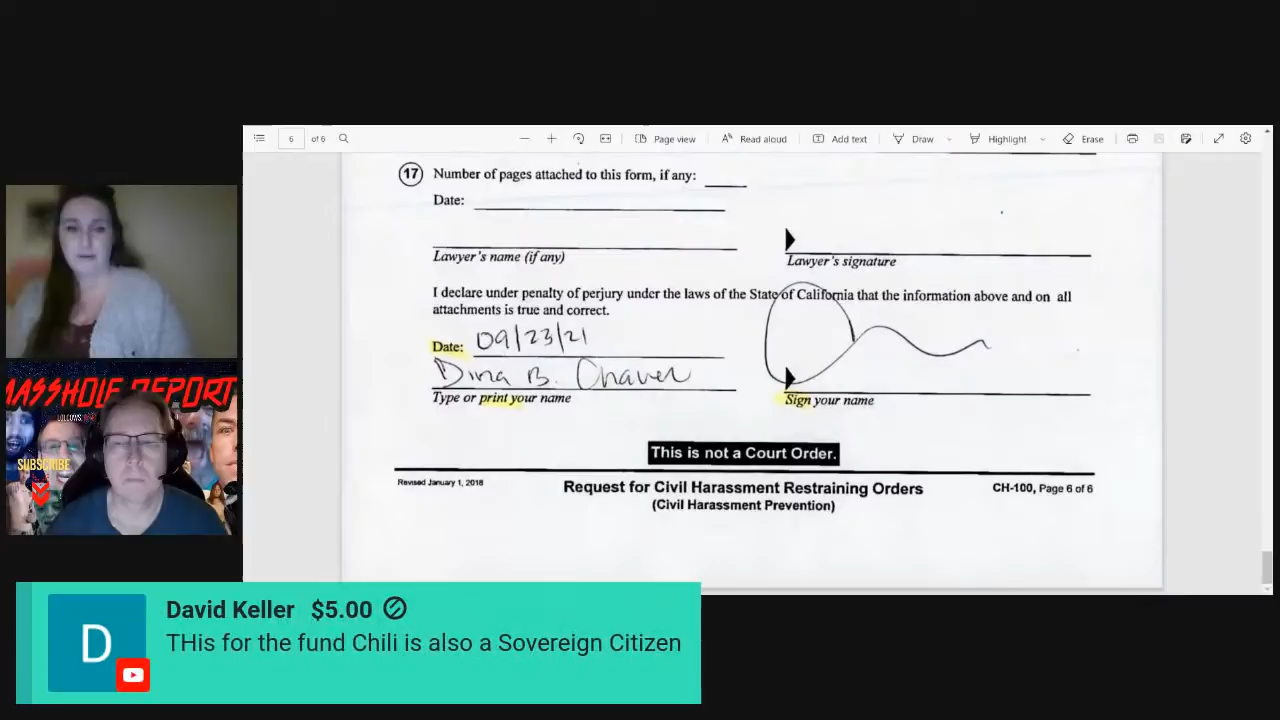 6 of 6
Page view
Read aloud
Add text
Draw
Highlight
Erase
17 Number of pages attached to this form, if any:
Date:
Lawyer's name (if any)
Lawyer's signature
I declare under penalty of perjury under the laws of the State of California that the information above and on all
attachments is true and correct.
Date: 09/23/21
Dina B.
Type or print your name
Sign your name
This is not a Court Order.
Revised January 1, 2018
Request for Civil Harassment Restraining Orders
(Civil Harassment Prevention)
CH-100, Page 6 of 6
MASSHOLE REPORT
LOLCOWS
SUBSCRIBE
D
David Keller $5.00
THis for the fund Chili is also a Sovereign Citizen